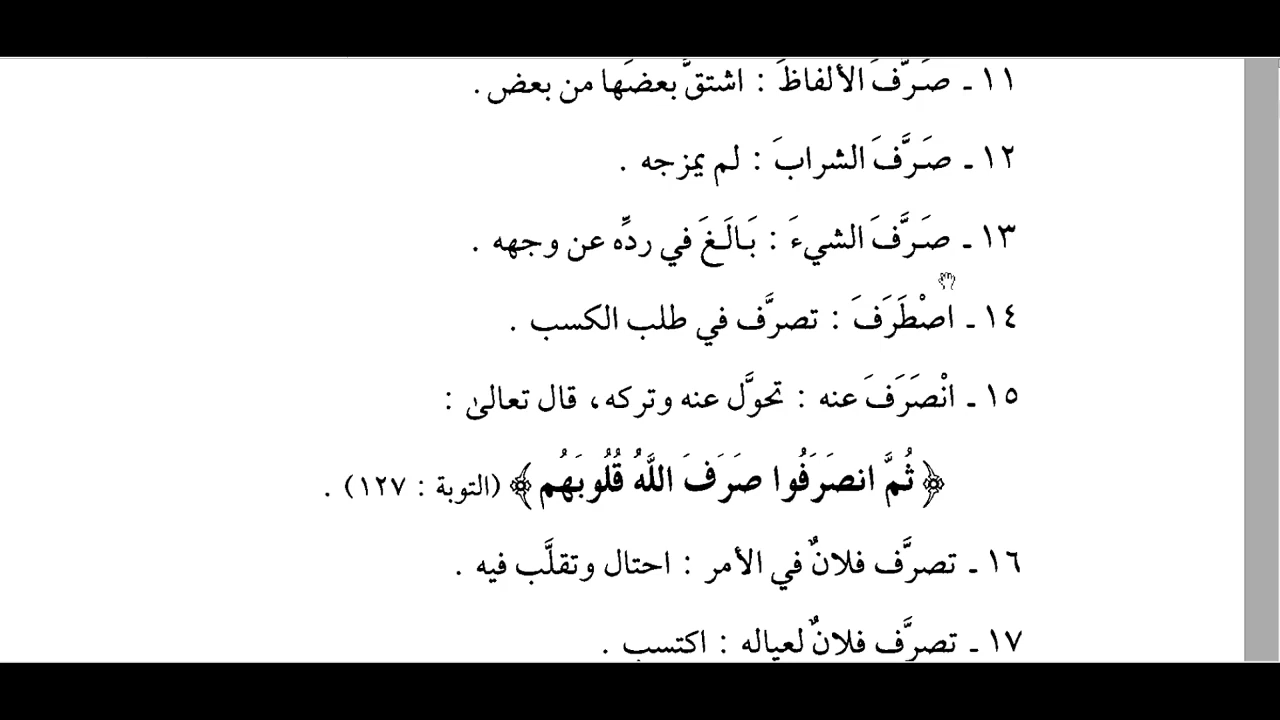 ١١ ـ صَرَّفَ الألفاظَ : اشتقَّ بعضَها من بعض .
١٢ ـ صَرَّفَ الشرابَ : لم يمزجه .
١٣ ـ صَرَّفَ الشيءَ : بَالَغَ في ردِّه عن وجهه .
١٤ ـ اصْطَرَفَ : تصرَّف في طلب الكسب .
١٥ ـ انْصَرَفَ عنه : تحوَّل عنه وتركه، قال تعالىٰ :
﴿ ثُمَّ انصَرَفُوا صَرَفَ اللَّهُ قُلُوبَهُم ﴾ (التوبة : ١٢٧) .
١٦ ـ تصرَّف فلانٌ في الأمر : احتال وتقلَّب فيه .
١٧ ـ تصرَّف فلانٌ لعياله : اكتسب .